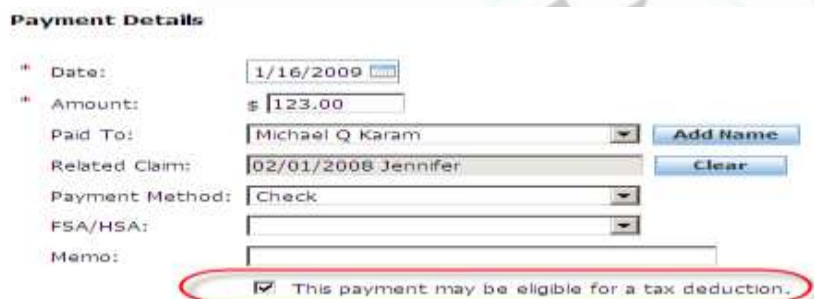 Payment Details
* Date: 1/16/2009
* Amount: $ 123.00
Paid To: Michael Q Karam Add Name
Related Claim: 02/01/2008 Jennifer Clear
Payment Method: Check
FSA/HSA:
Memo:
This payment may be eligible for a tax deduction.